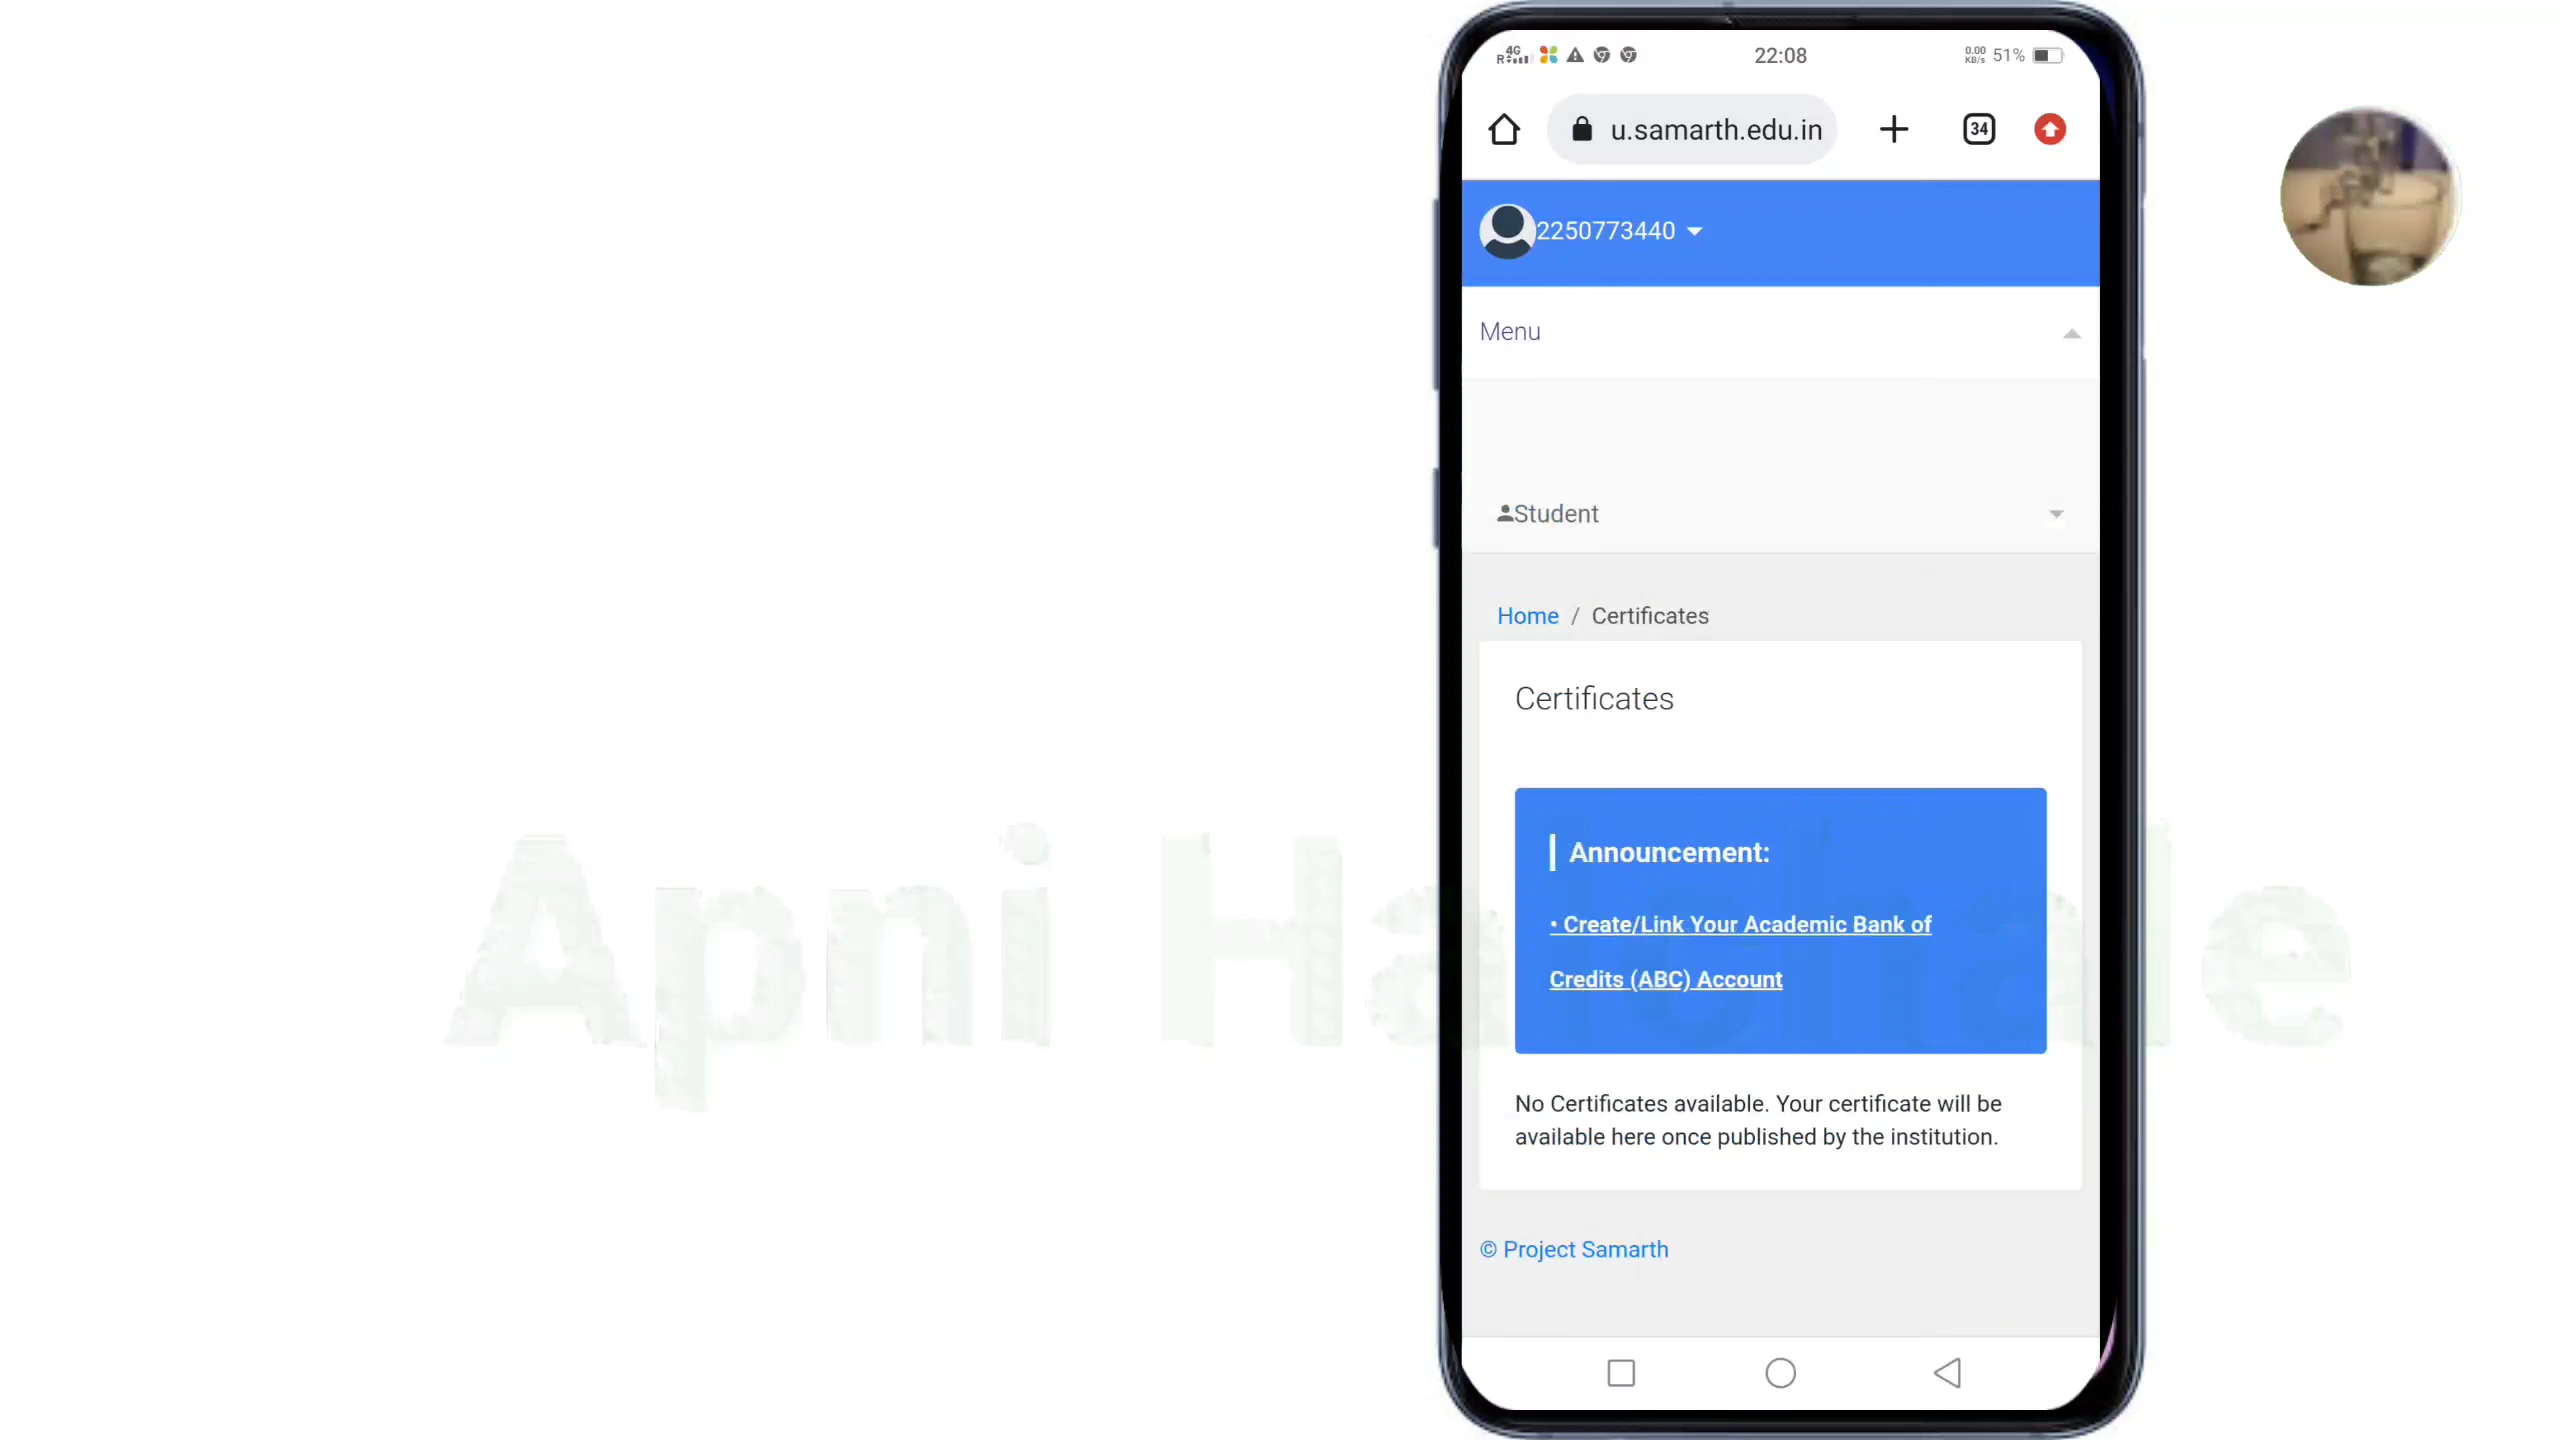 4G
R
22:08
0.00
KB/s
51%
u.samarth.edu.in
34
2250773440
Menu
Student
Home / Certificates
Certificates
Announcement:
• Create/Link Your Academic Bank of
Credits (ABC) Account
No Certificates available. Your certificate will be
available here once published by the institution.
© Project Samarth
Apni